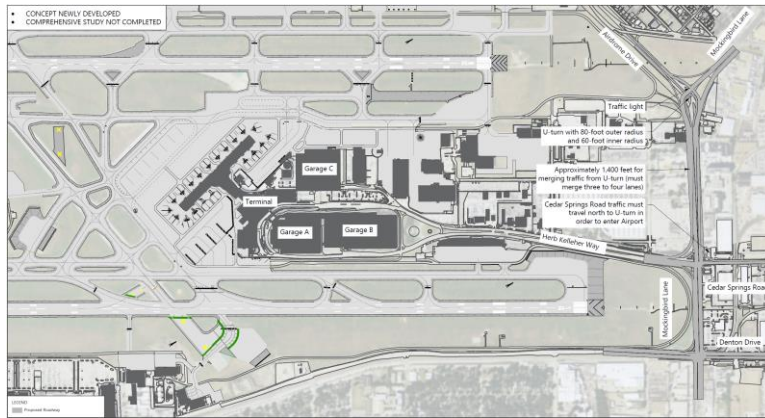 • CONCEPT NEWLY DEVELOPED
• COMPREHENSIVE STUDY NOT COMPLETED
Mockingbird Lane
Airdrome Drive
Traffic light
U-turn with 80-foot outer radius
and 60-foot inner radius
Garage C
Approximately 1,400 feet for
merging traffic from U-turn (must
merge three to four lanes)
Terminal
Cedar Springs Road traffic must
travel north to U-turn in
order to enter Airport
Garage A
Garage B
Herb Kelleher Way
Mockingbird Lane
Cedar Springs Roa
Denton Drive
LEGEND
Proposed Roadway